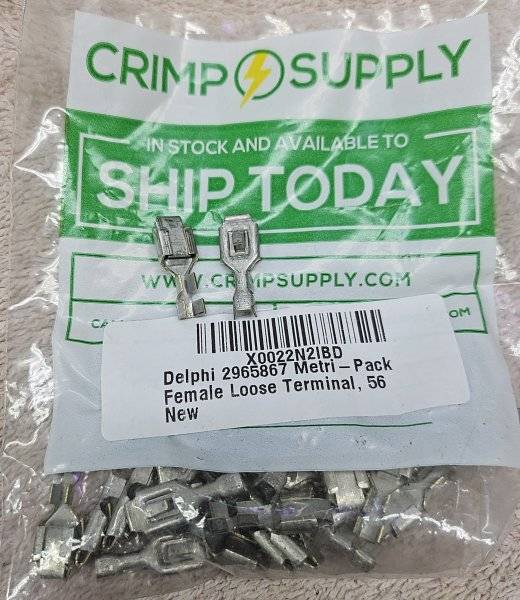 CRIMP SUPPLY
IN STOCK AND AVAILABLE TO
SHIP TODAY
WWW.CRIMPSUPPLY.COM
X0022N2IBD
Delphi 2965867 Metri-Pack
Female Loose Terminal, 56
New